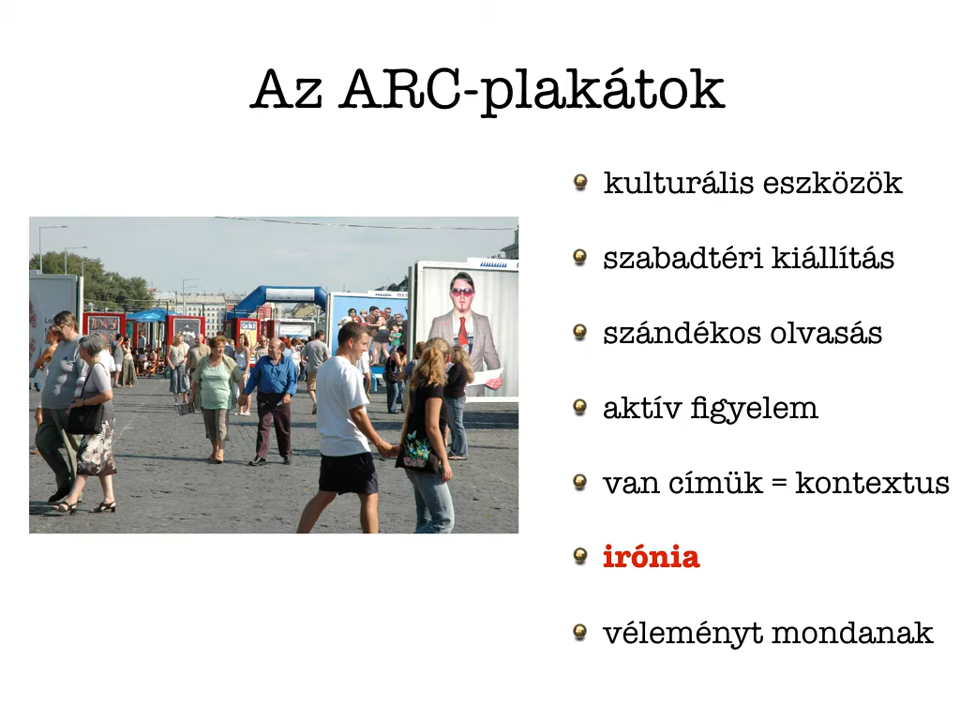 Az ARC-plakátok
kulturális eszközök
szabadtéri kiállítás
szándékos olvasás
aktív figyelem
van címük = kontextus
irónia
véleményt mondanak